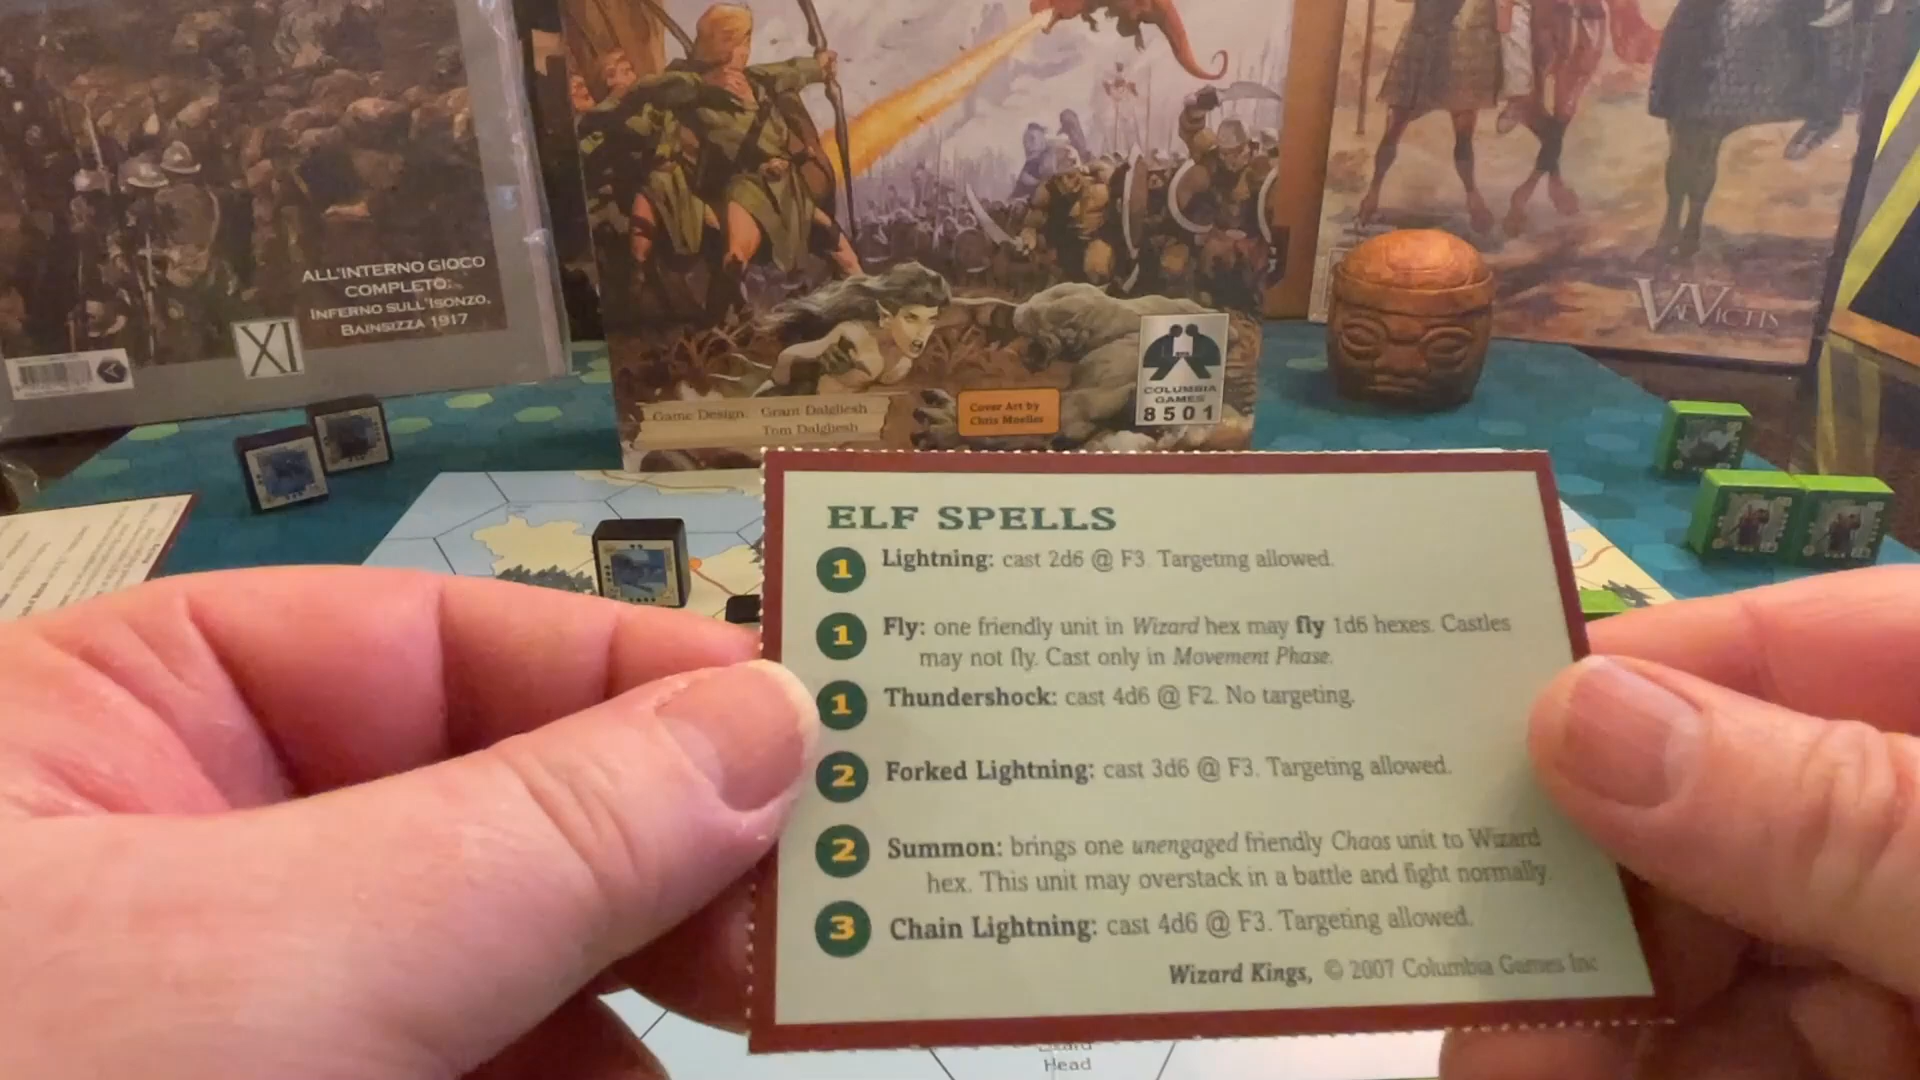 ALL'INTERNO GIOCO
COMPLETO:
INFERNO SULL'ISONZO,
BAINSIZZA 1917
XI
Game Design: Grant Dalgliesh
Tom Dalgliesh
Cover Art by
Chris Moeller
COLUMBIA
GAMES
8501
VAE VICTIS
ELF SPELLS
1 Lightning: cast 2d6 @ F3. Targeting allowed.
1 Fly: one friendly unit in Wizard hex may fly 1d6 hexes. Castles
may not fly. Cast only in Movement Phase.
1 Thundershock: cast 4d6 @ F2. No targeting.
2 Forked Lightning: cast 3d6 @ F3. Targeting allowed.
2 Summon: brings one unengaged friendly Chaos unit to Wizard
hex. This unit may overstack in a battle and fight normally.
3 Chain Lightning: cast 4d6 @ F3. Targeting allowed.
Wizard Kings, © 2007 Columbia Games Inc
Head